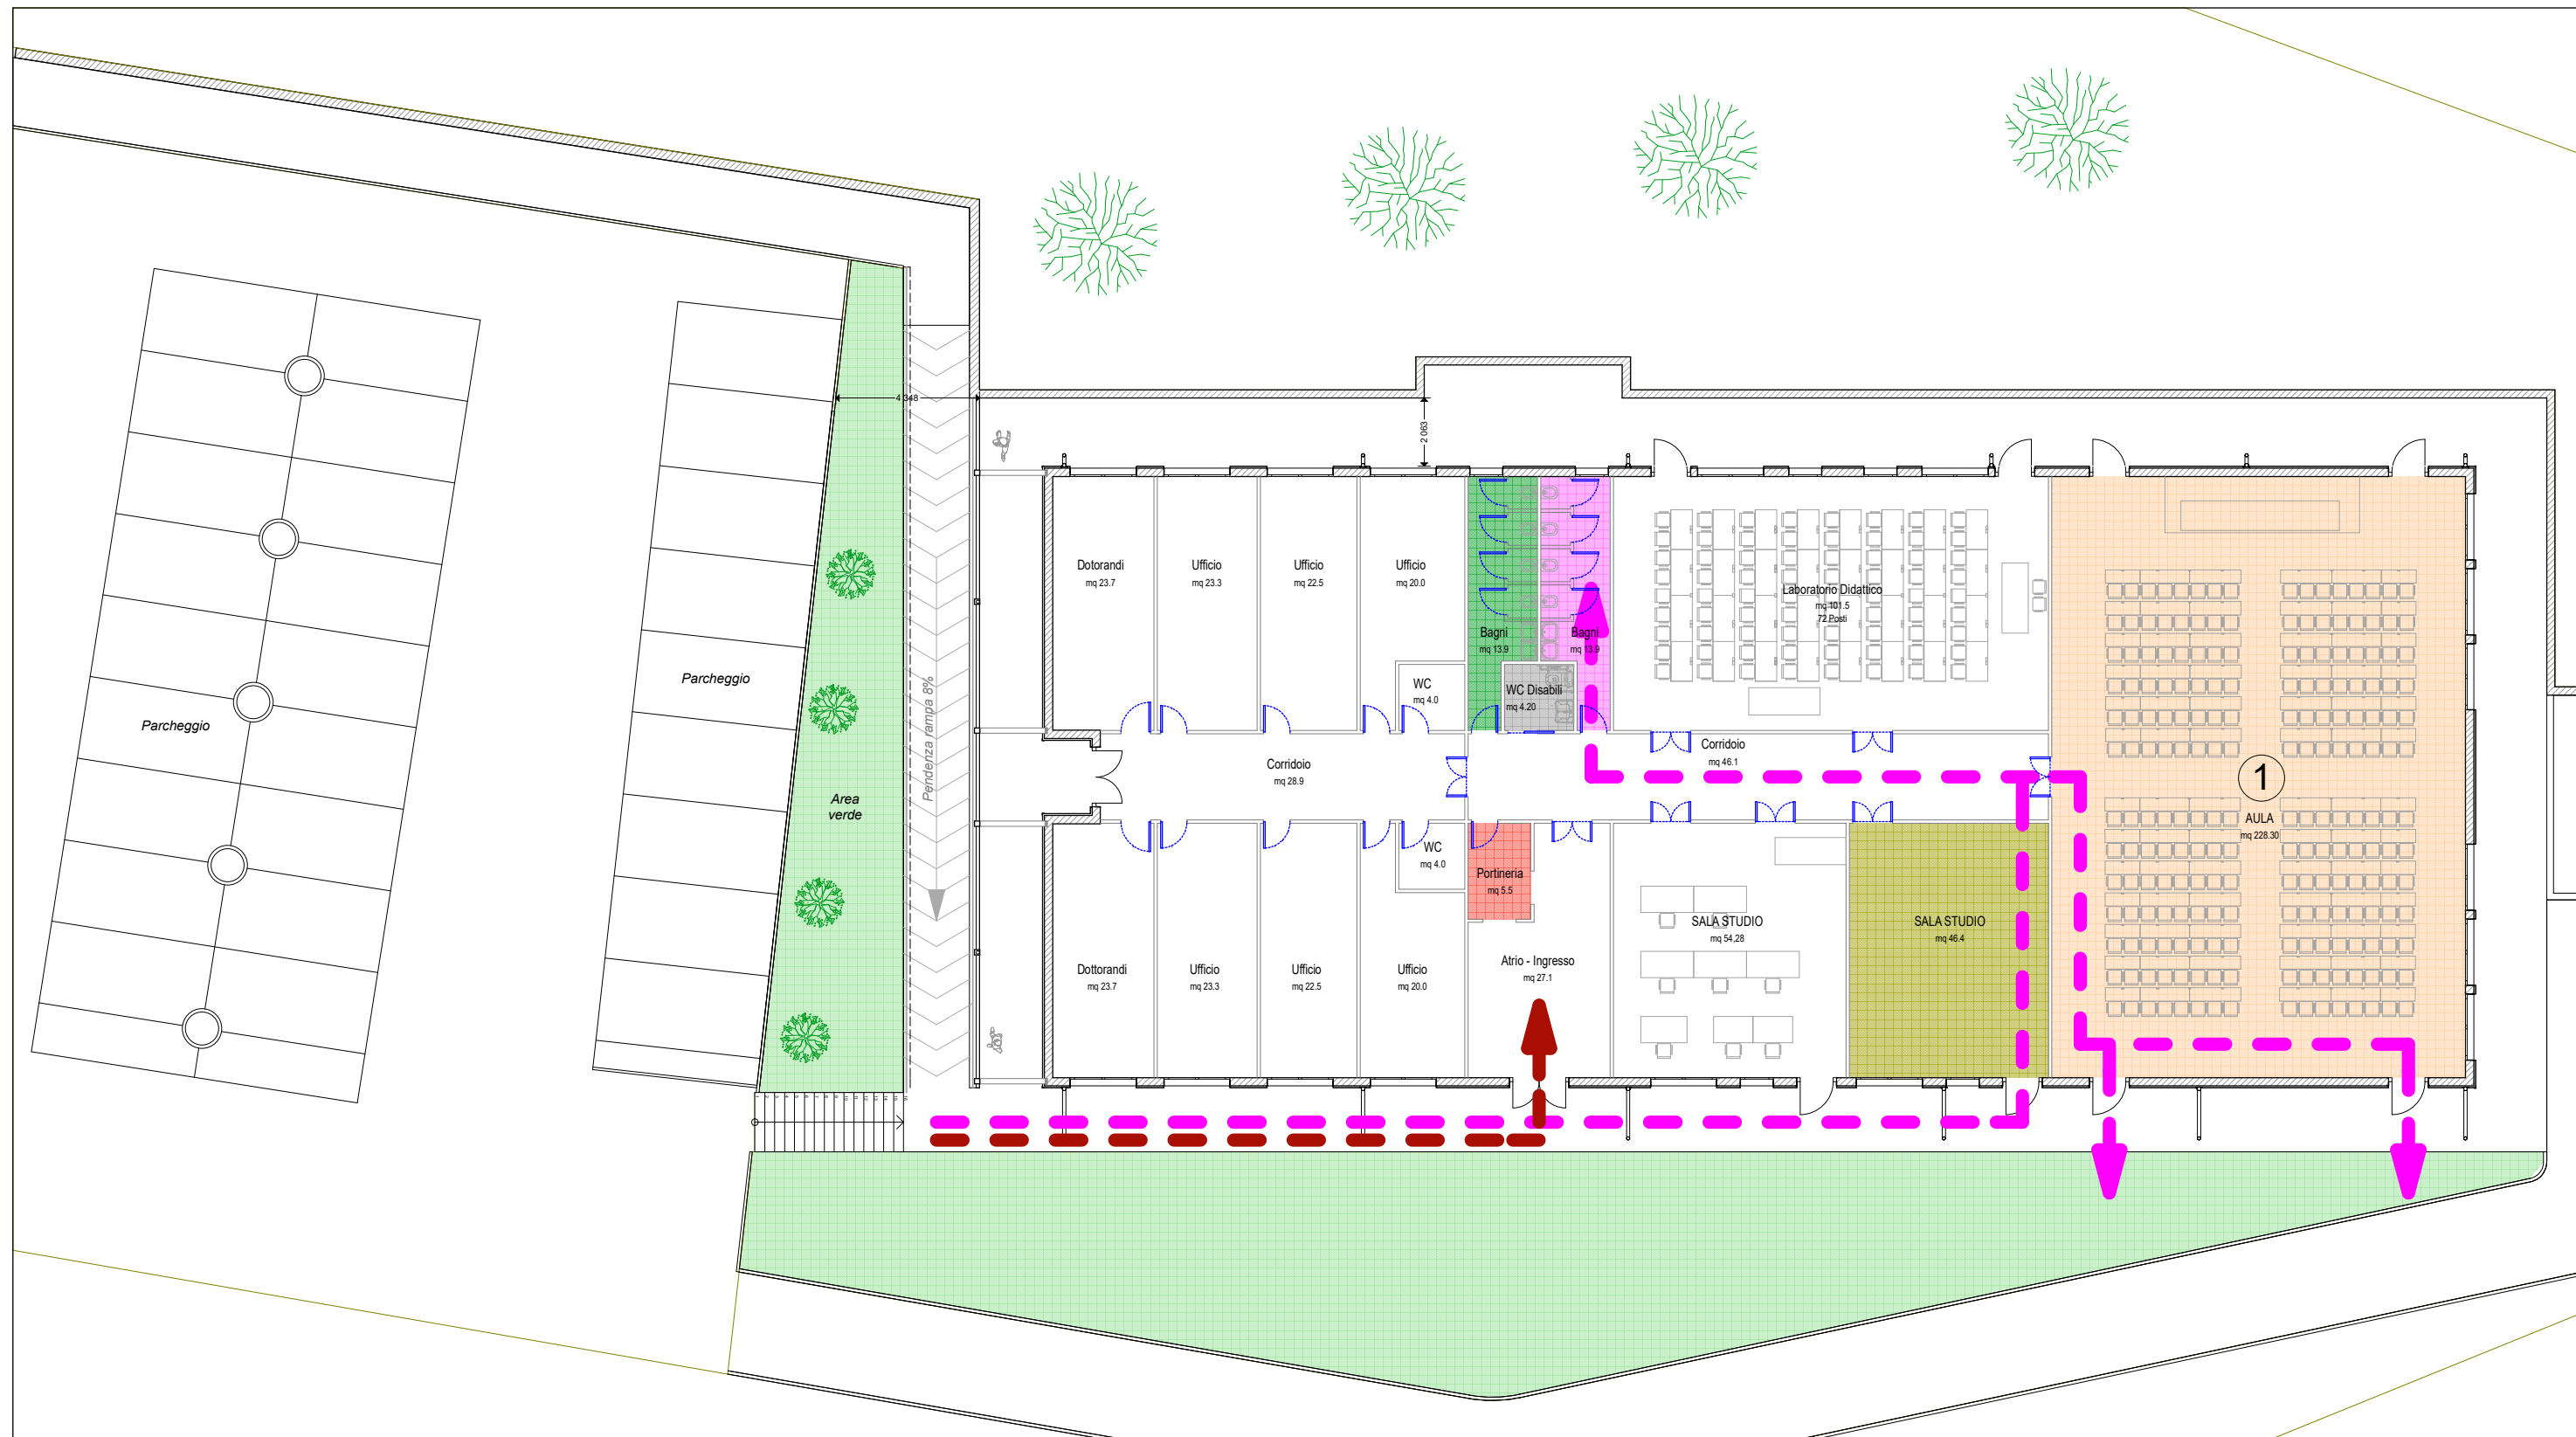 4 348
2 063
Dotorandi
mq 23.7
Ufficio
mq 23.3
Ufficio
mq 22.5
Ufficio
mq 20.0
Bagni
mq 13.9
Bagni
mq 13.9
WC
mq 4.0
WC Disabili
mq 4.20
Laboratorio Didattico
mq 101.5
72 Posti
Parcheggio
Parcheggio
Pendenza rampa 8%
Area
verde
Corridoio
mq 28.9
Corridoio
mq 46.1
1
AULA
mq 228.30
WC
mq 4.0
Portineria
mq 5.5
SALA STUDIO
mq 54,28
SALA STUDIO
mq 46.4
Dottorandi
mq 23.7
Ufficio
mq 23.3
Ufficio
mq 22.5
Ufficio
mq 20.0
Atrio - Ingresso
mq 27.1